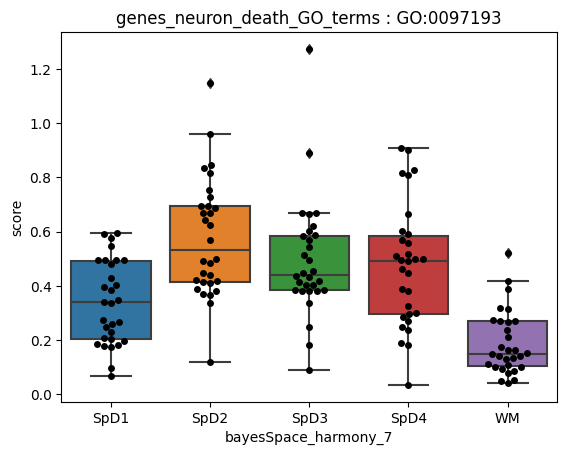 genes_neuron_death_GO_terms : GO:0097193
1.2
1.0
0.8
0.6
0.4
0.2
0.0
score
SpD1 SpD2 SpD3 SpD4 WM
bayesSpace_harmony_7